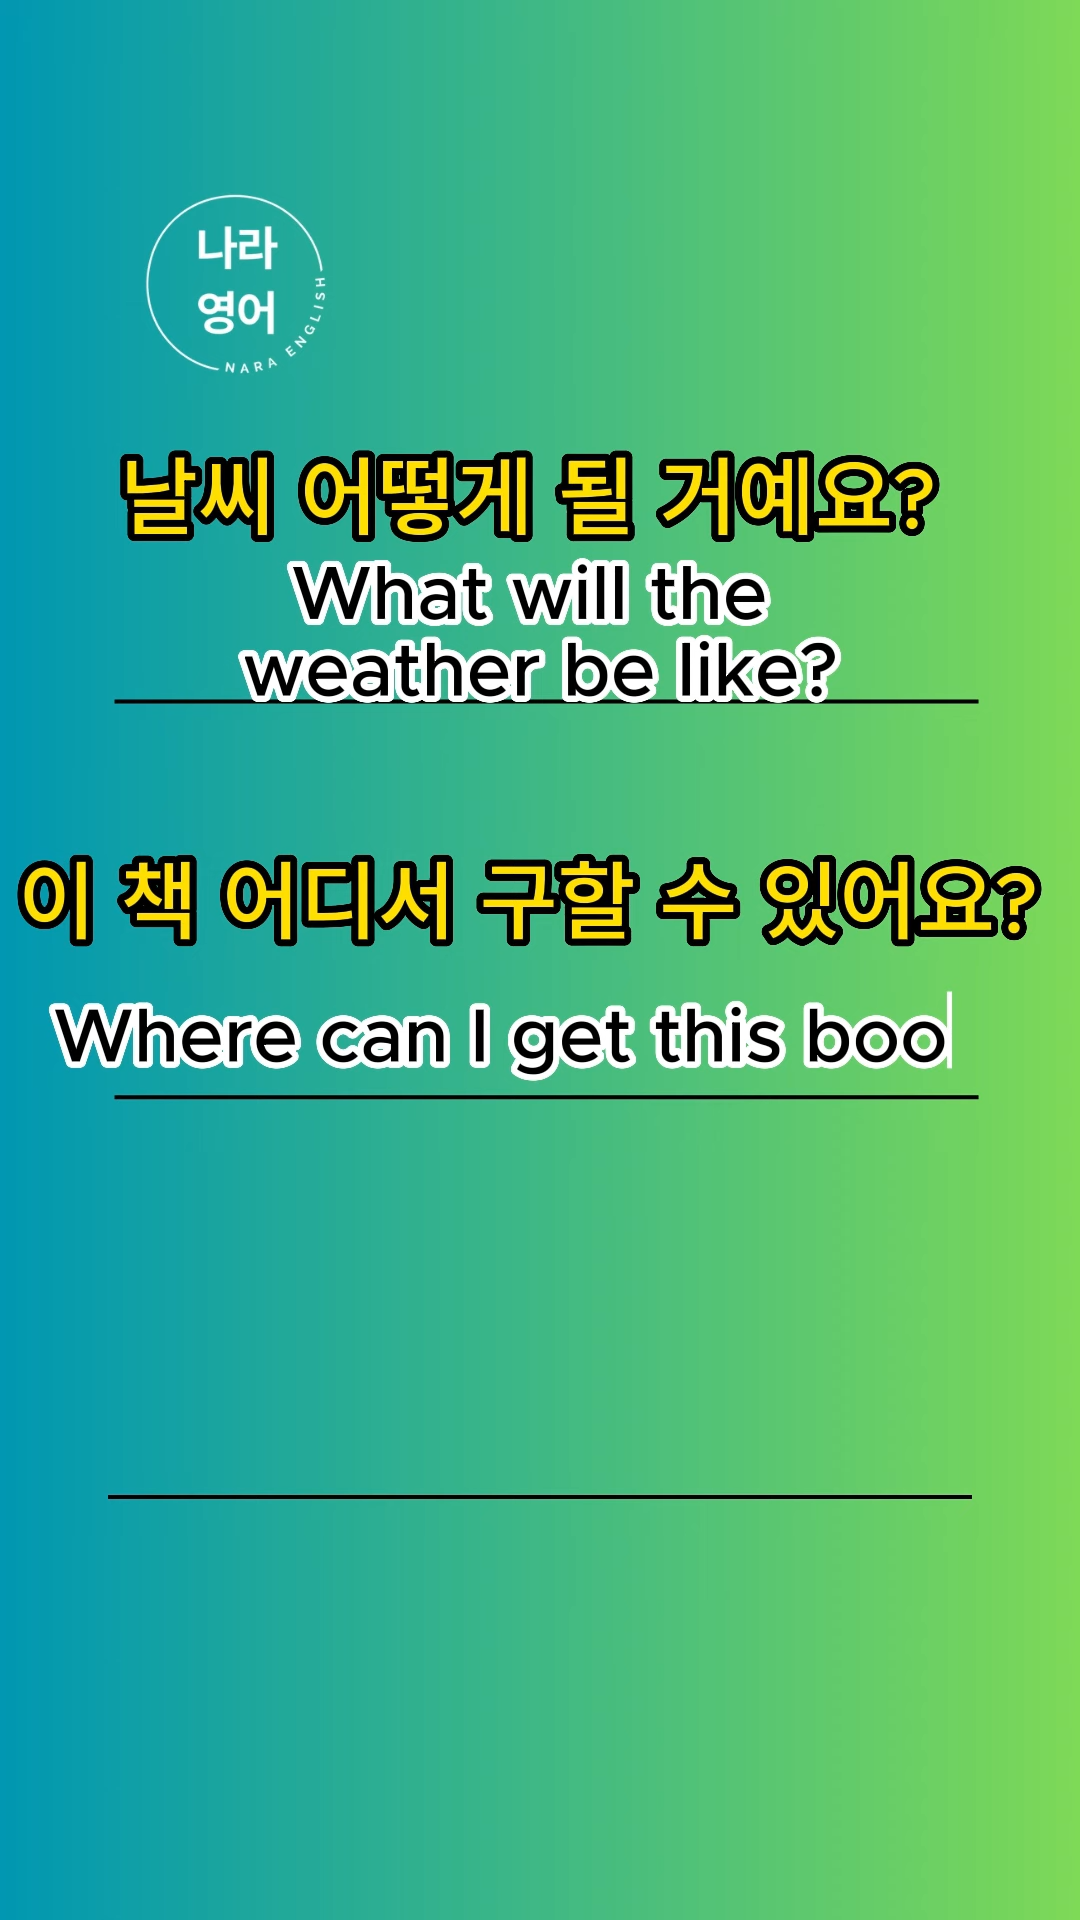 나라
영어
NARA ENGLISH
날씨 어떻게 될 거예요?
What will the
weather be like?
이 책 어디서 구할 수 있어요?
Where can I get this boo